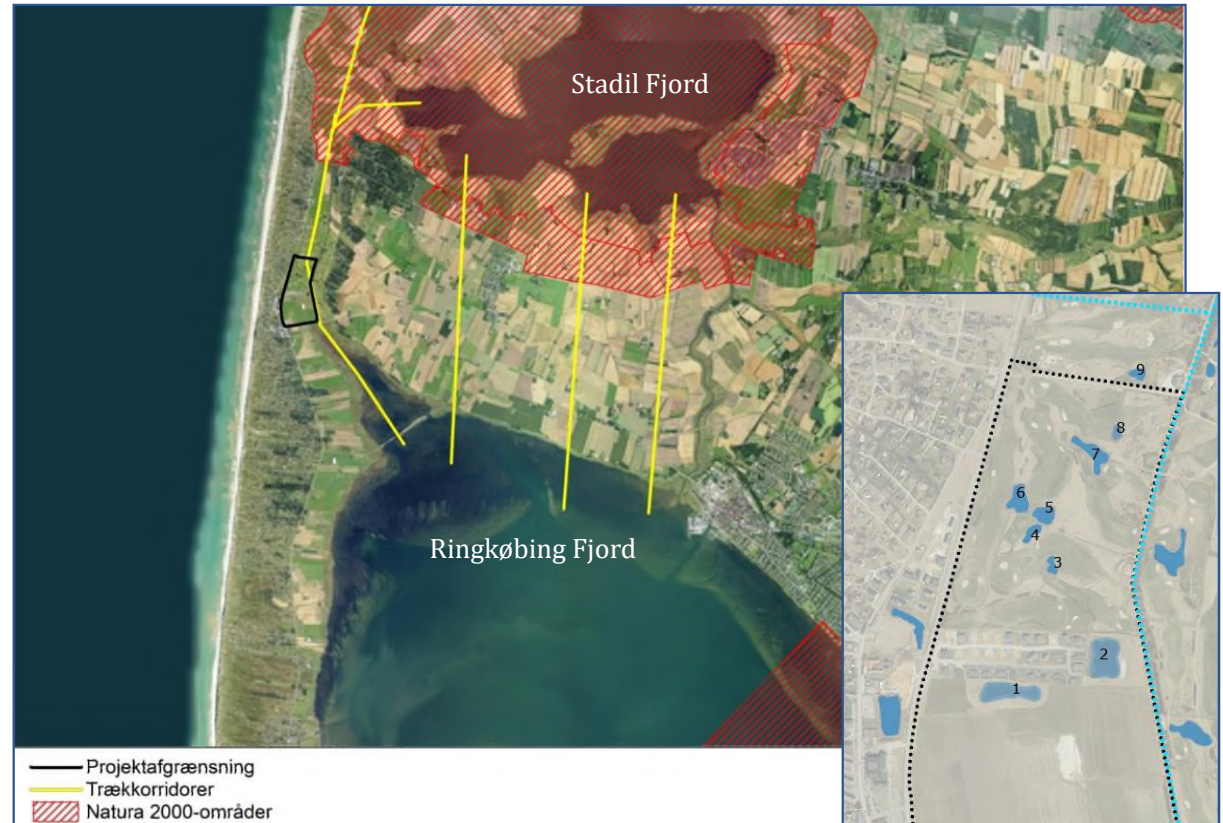 Stadil Fjord
Ringkøbing Fjord
9
8
7
6
5
4
3
2
1
Projektafgrænsning
Trækkorridorer
Natura 2000-områder